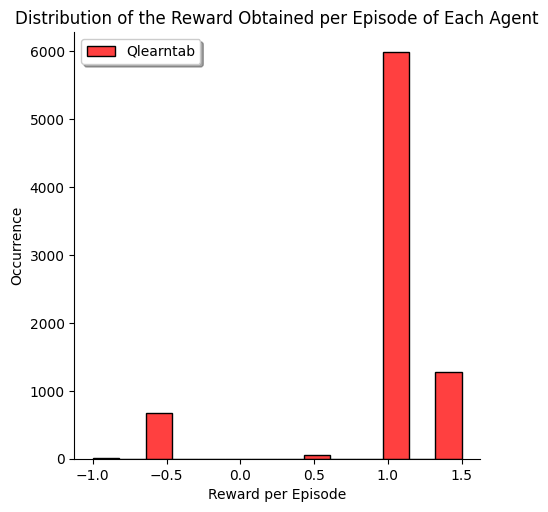 Distribution of the Reward Obtained per Episode of Each Agent
Qlearntab
6000
5000
4000
3000
2000
1000
0
Occurrence
−1.0 −0.5 0.0 0.5 1.0 1.5
Reward per Episode